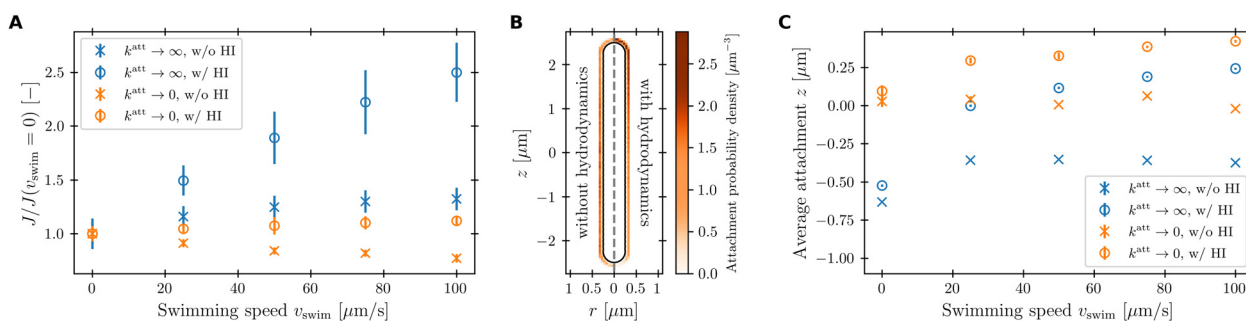 A
J/J(v_swim = 0) [−]
2.5
2.0
1.5
1.0
k^att → ∞, w/o HI
k^att → ∞, w/ HI
k^att → 0, w/o HI
k^att → 0, w/ HI
0 20 40 60 80 100
Swimming speed v_swim [μm/s]
B
z [μm]
2
1
0
−1
−2
without hydrodynamics
with hydrodynamics
1 0.5 0 0.5 1
r [μm]
2.5
2.0
1.5
1.0
0.5
0.0
Attachment probability density [μm⁻³]
C
Average attachment z [μm]
0.25
0.00
−0.25
−0.50
−0.75
−1.00
k^att → ∞, w/o HI
k^att → ∞, w/ HI
k^att → 0, w/o HI
k^att → 0, w/ HI
0 20 40 60 80 100
Swimming speed v_swim [μm/s]